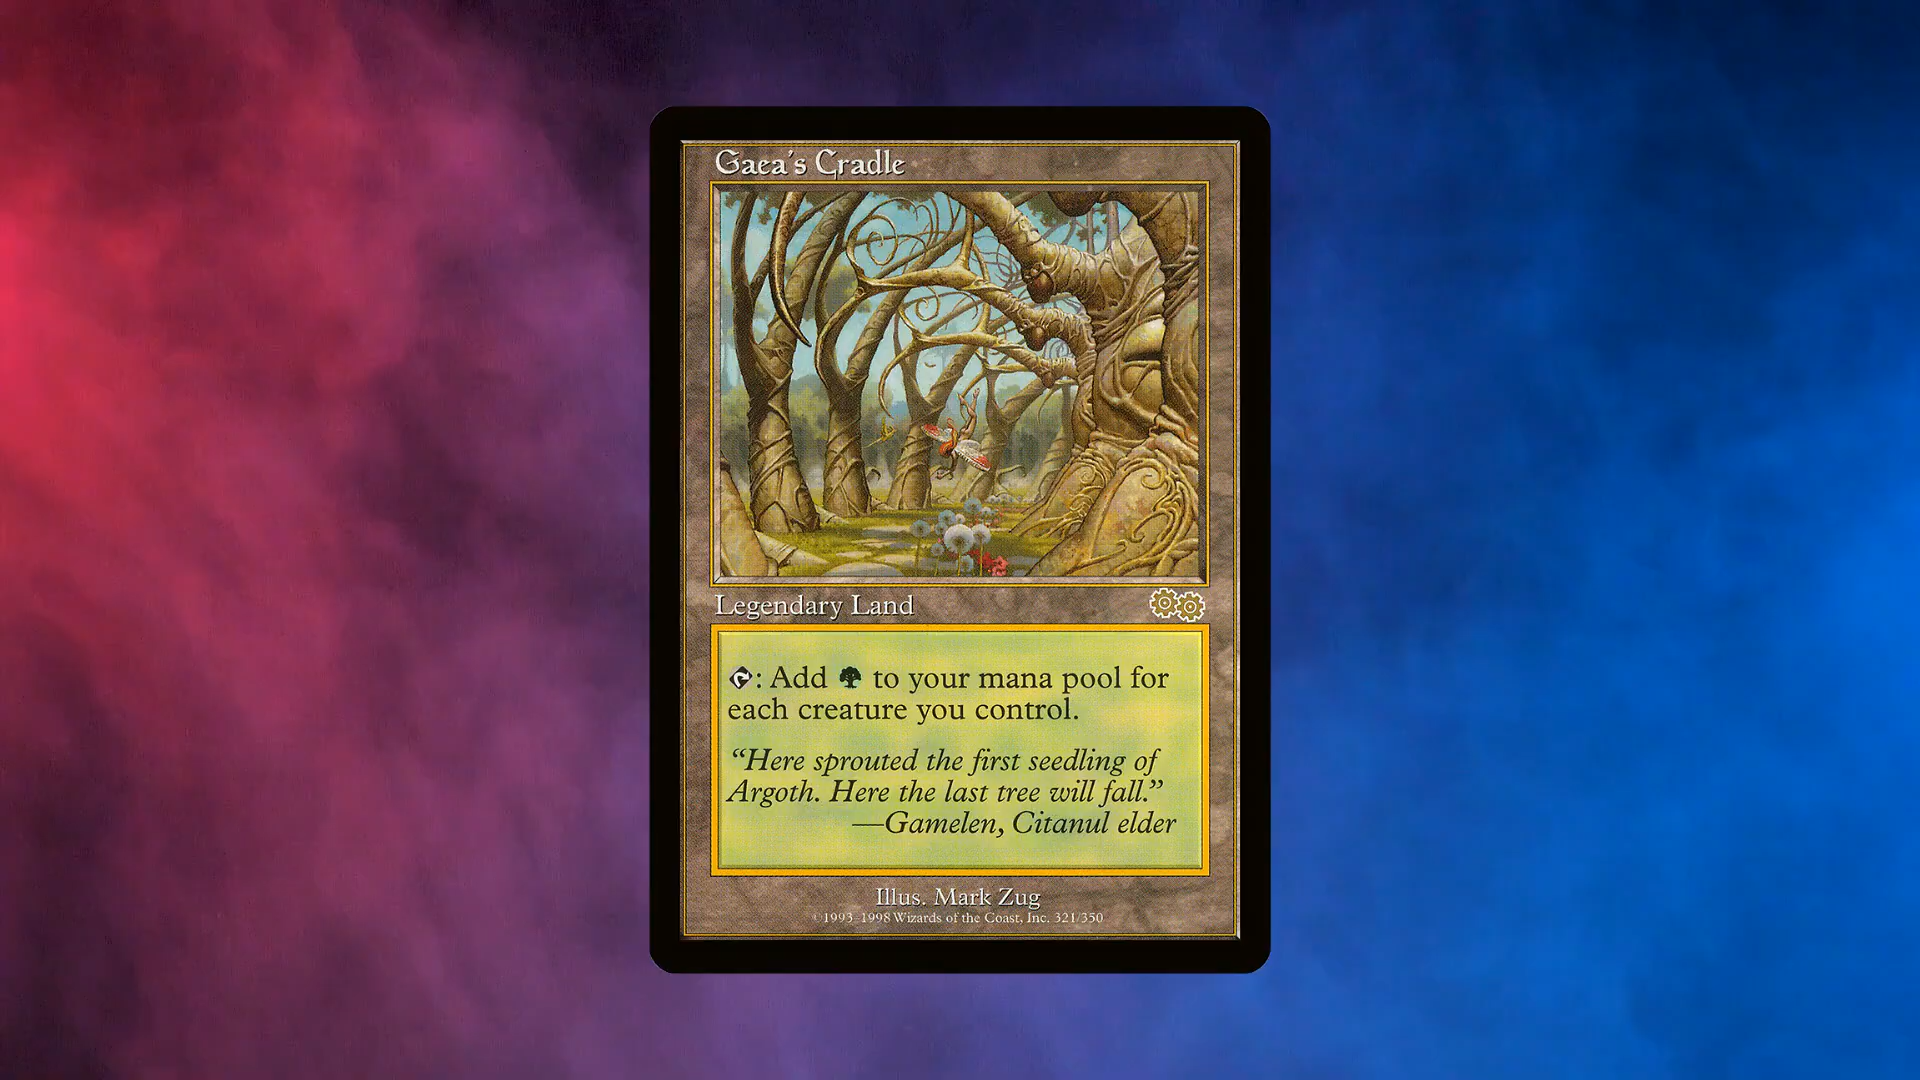 Gaea's Cradle
Legendary Land
: Add to your mana pool for
each creature you control.
“Here sprouted the first seedling of
Argoth. Here the last tree will fall.”
—Gamelen, Citanul elder
Illus. Mark Zug
©1993–1998 Wizards of the Coast, Inc. 321/350